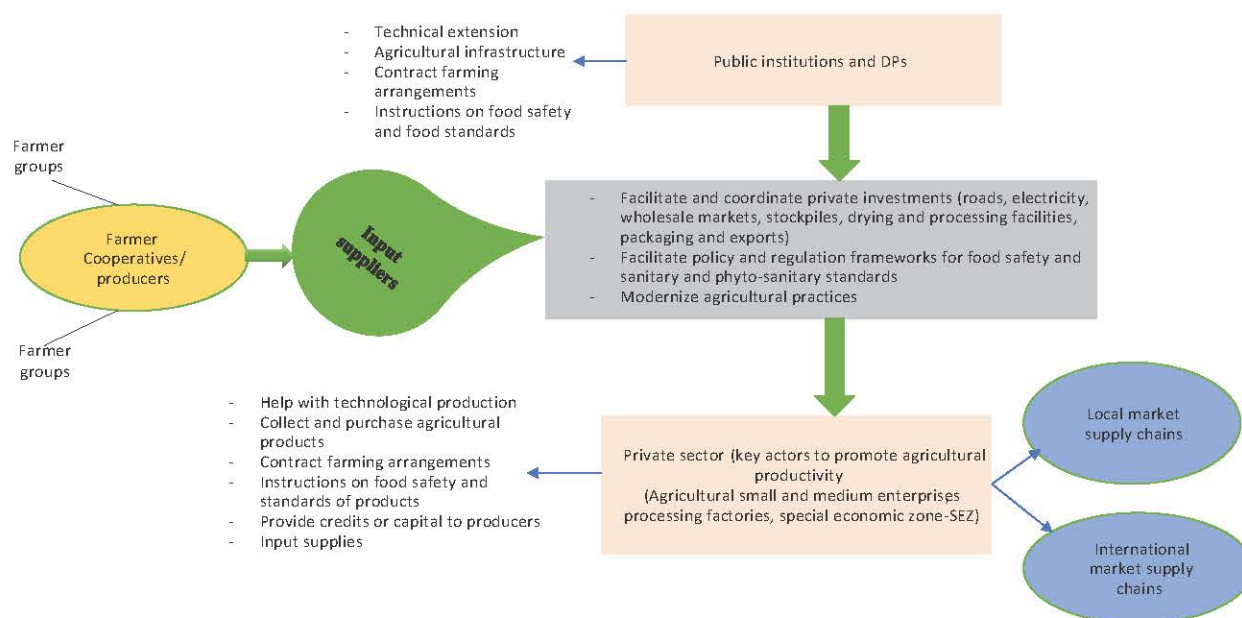 - Technical extension
- Agricultural infrastructure
- Contract farming
arrangements
- Instructions on food safety
and food standards
Public institutions and DPs
Farmer
groups
Farmer
Cooperatives/
producers
Farmer
groups
Input
suppliers
- Facilitate and coordinate private investments (roads, electricity,
wholesale markets, stockpiles, drying and processing facilities,
packaging and exports)
- Facilitate policy and regulation frameworks for food safety and
sanitary and phyto-sanitary standards
- Modernize agricultural practices
- Help with technological production
- Collect and purchase agricultural
products
- Contract farming arrangements
- Instructions on food safety and
standards of products
- Provide credits or capital to producers
- Input supplies
Private sector (key actors to promote agricultural
productivity
(Agricultural small and medium enterprises
processing factories, special economic zone-SEZ)
Local market
supply chains
International
market supply
chains